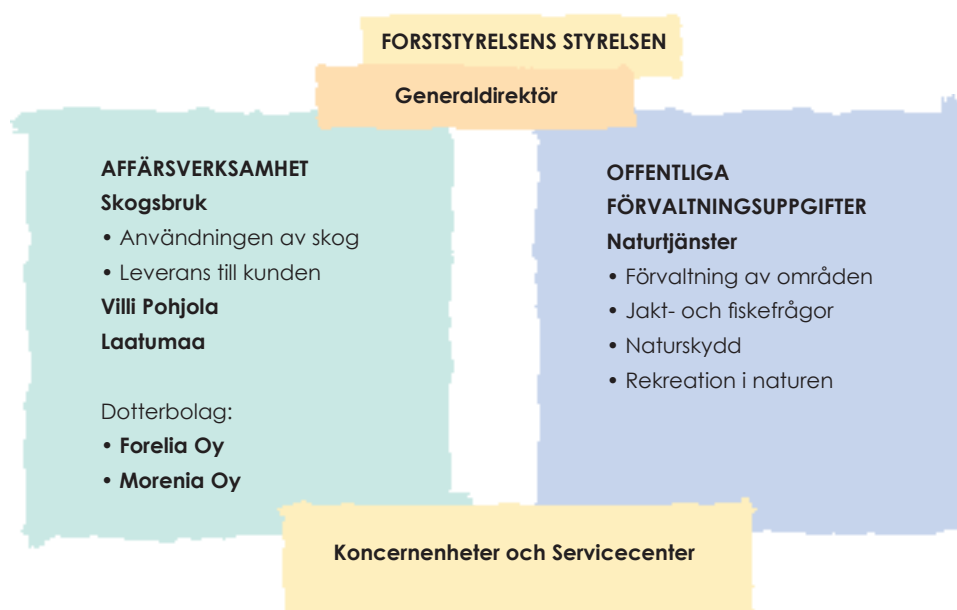 FORSTSTYRELSENS STYRELSEN
Generaldirektör
AFFÄRSVERKSAMHET
Skogsbruk
• Användningen av skog
• Leverans till kunden
Villi Pohjola
Laatumaa
Dotterbolag:
• Forelia Oy
• Morenia Oy
OFFENTLIGA
FÖRVALTNINGSUPPGIFTER
Naturtjänster
• Förvaltning av områden
• Jakt- och fiskefrågor
• Naturskydd
• Rekreation i naturen
Koncernenheter och Servicecenter